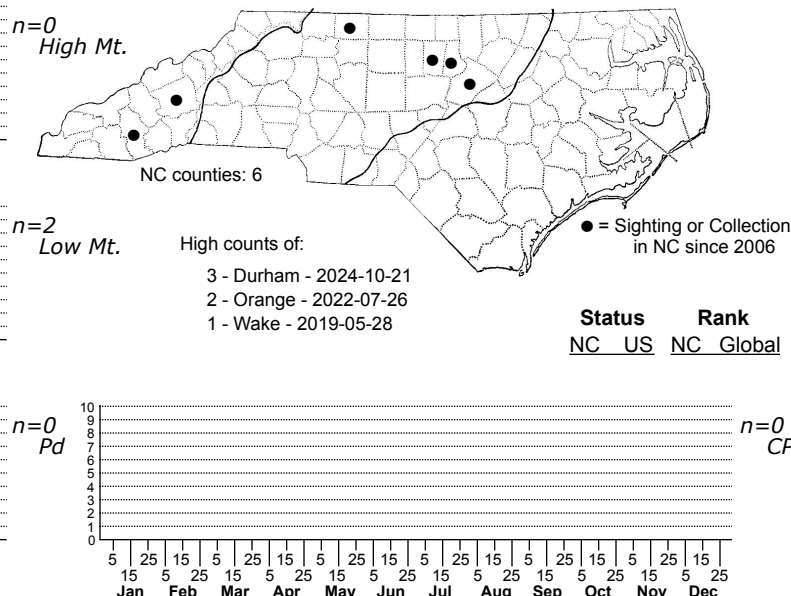 n=0
High Mt.
NC counties: 6
n=2
Low Mt.
● = Sighting or Collection
in NC since 2006
High counts of:
3 - Durham - 2024-10-21
2 - Orange - 2022-07-26
1 - Wake - 2019-05-28
Status Rank
NC US NC Global
n=0
Pd
10
9
8
7
6
5
4
3
2
1
0
n=0
CP
5 25 15 5 25 15 5 25 15 5 25 15 5 25 15 5 25 15
15 5 25 15 5 25 15 5 25 15 5 25 15 5 25 15 5 25
Jan Feb Mar Apr May Jun Jul Aug Sep Oct Nov Dec